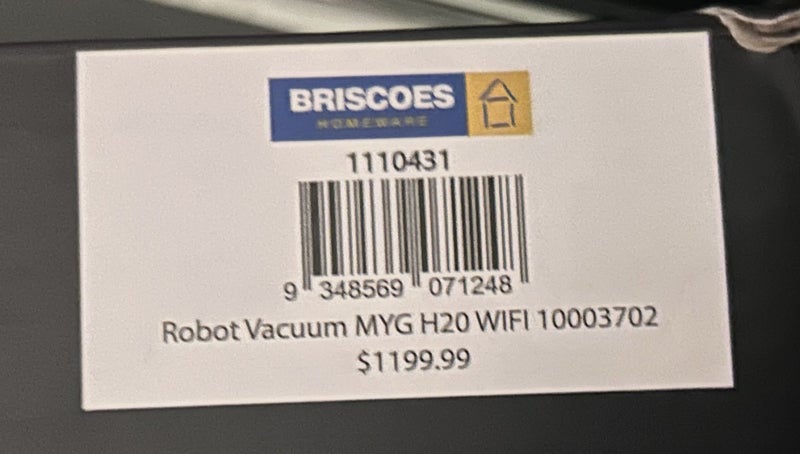 BRISCOES
HOMEWARE
1110431
9 348569 071248
Robot Vacuum MYG H20 WIFI 10003702
$1199.99